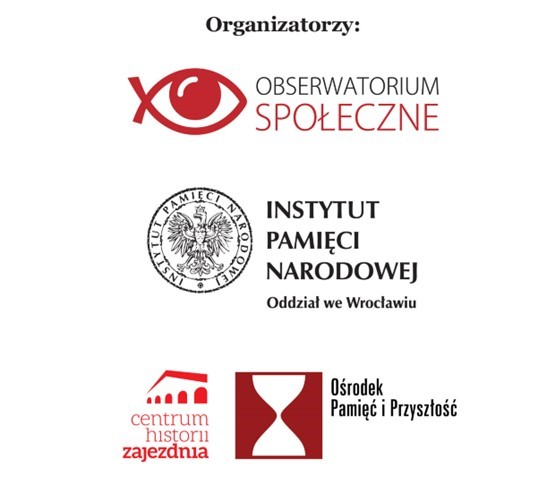 Organizatorzy:
OBSERWATORIUM
SPOŁECZNE
INSTYTUT PAMIĘCI NARODOWEJ
INSTYTUT
PAMIĘCI
NARODOWEJ
Oddział we Wrocławiu
centrum
historii
zajezdnia
Ośrodek
Pamięć i Przyszłość